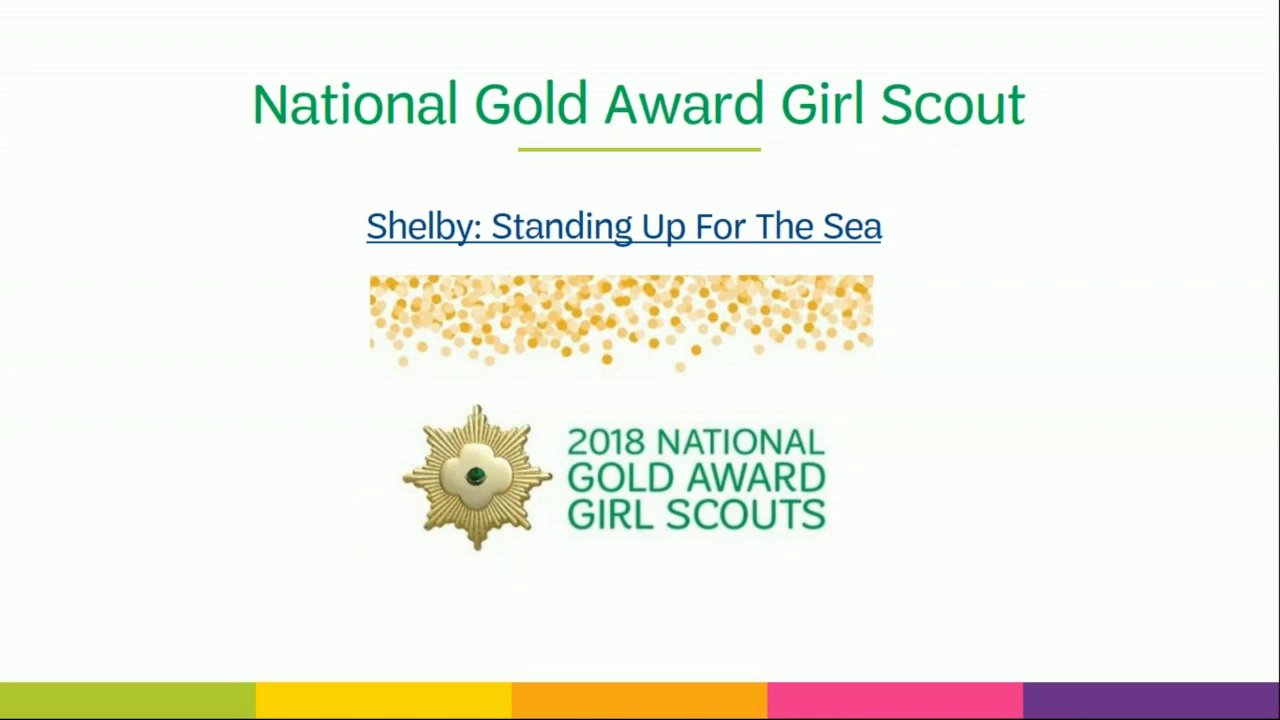 National Gold Award Girl Scout
Shelby: Standing Up For The Sea
2018 NATIONAL
GOLD AWARD
GIRL SCOUTS